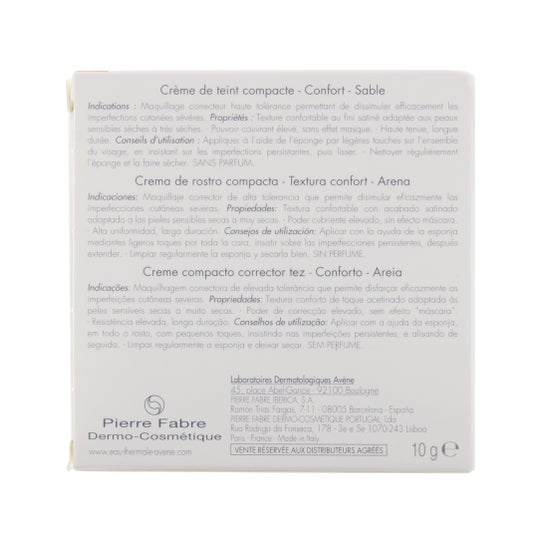 Crème de teint compacte - Confort - Sable
Indications : Maquillage correcteur haute tolérance permettant de dissimuler efficacement les
imperfections cutanées sévères. Propriétés : Texture confortable au fini satiné adaptée aux peaux
sensibles sèches à très sèches. - Pouvoir couvrant élevé, sans effet masque. - Haute tenue, longue
durée. Conseils d'utilisation : Appliquer à l'aide de l'éponge par légères touches sur l'ensemble
du visage, en insistant sur les imperfections persistantes, puis lisser. - Nettoyer régulièrement
l'éponge et la faire sécher. SANS PARFUM.
Crema de rostro compacta - Textura confort - Arena
Indicaciones: Maquillaje corrector de alta tolerancia que permite disimular eficazmente las
imperfecciones cutáneas severas. Propiedades: Textura confortable con acabado satinado
adaptado a las pieles sensibles secas a muy secas. - Poder cubriente elevado, sin efecto máscara.
- Alta uniformidad, larga duración. Consejos de utilización: Aplicar con la ayuda de la esponja
mediantes ligeros toques por toda la cara, insistir sobre las imperfecciones persistentes, después
extender. - Limpiar regularmente la esponja y secarla bien. SIN PERFUME.
Creme compacto corrector tez - Conforto - Areia
Indicações: Maquilhagem correctora de elevada tolerância que permite disfarçar eficazmente as
imperfeições cutâneas severas. Propriedades: Textura conforto de toque acetinado adaptada às
peles sensíveis secas a muito secas. - Poder de correcção elevado, sem efeito "máscara".
- Resistência elevada, longa duração. Conselhos de utilização: Aplicar com a ajuda da esponja,
em todo o rosto, com pequenos toques, insistindo nas imperfeições persistentes, e alisando de
seguida. - Limpar regularmente a esponja e deixar secar. SEM PERFUME.
Pierre Fabre
Dermo-Cosmétique
www.eau-thermale-avene.com
Laboratoires Dermatologiques Avène
45, place Abel-Gance - 92100 Boulogne
PIERRE FABRE IBERICA, S.A.
Ramón Trías Fargas, 7-11 - 08005 Barcelona - España
PIERRE FABRE DERMO-COSMÉTIQUE PORTUGAL, Lda
Rua Rodrigo da Fonseca, 178 - 3e e 5e 1070-243 Lisboa
Paris - France - Made in Italy
VENTE RÉSERVÉE AUX DISTRIBUTEURS AGRÉÉS
10 g ℮